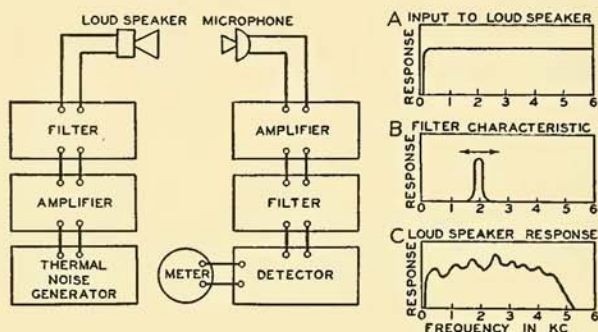 LOUD SPEAKER
MICROPHONE
FILTER
AMPLIFIER
THERMAL
NOISE
GENERATOR
AMPLIFIER
FILTER
DETECTOR
METER
A INPUT TO LOUD SPEAKER
RESPONSE
0 1 2 3 4 5 6
B FILTER CHARACTERISTIC
RESPONSE
0 1 2 3 4 5 6
C LOUD SPEAKER RESPONSE
RESPONSE
0 1 2 3 4 5 6
FREQUENCY IN KC